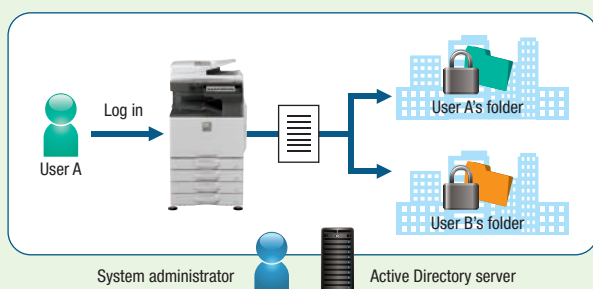 Log in
User A
User A's folder
User B's folder
System administrator
Active Directory server